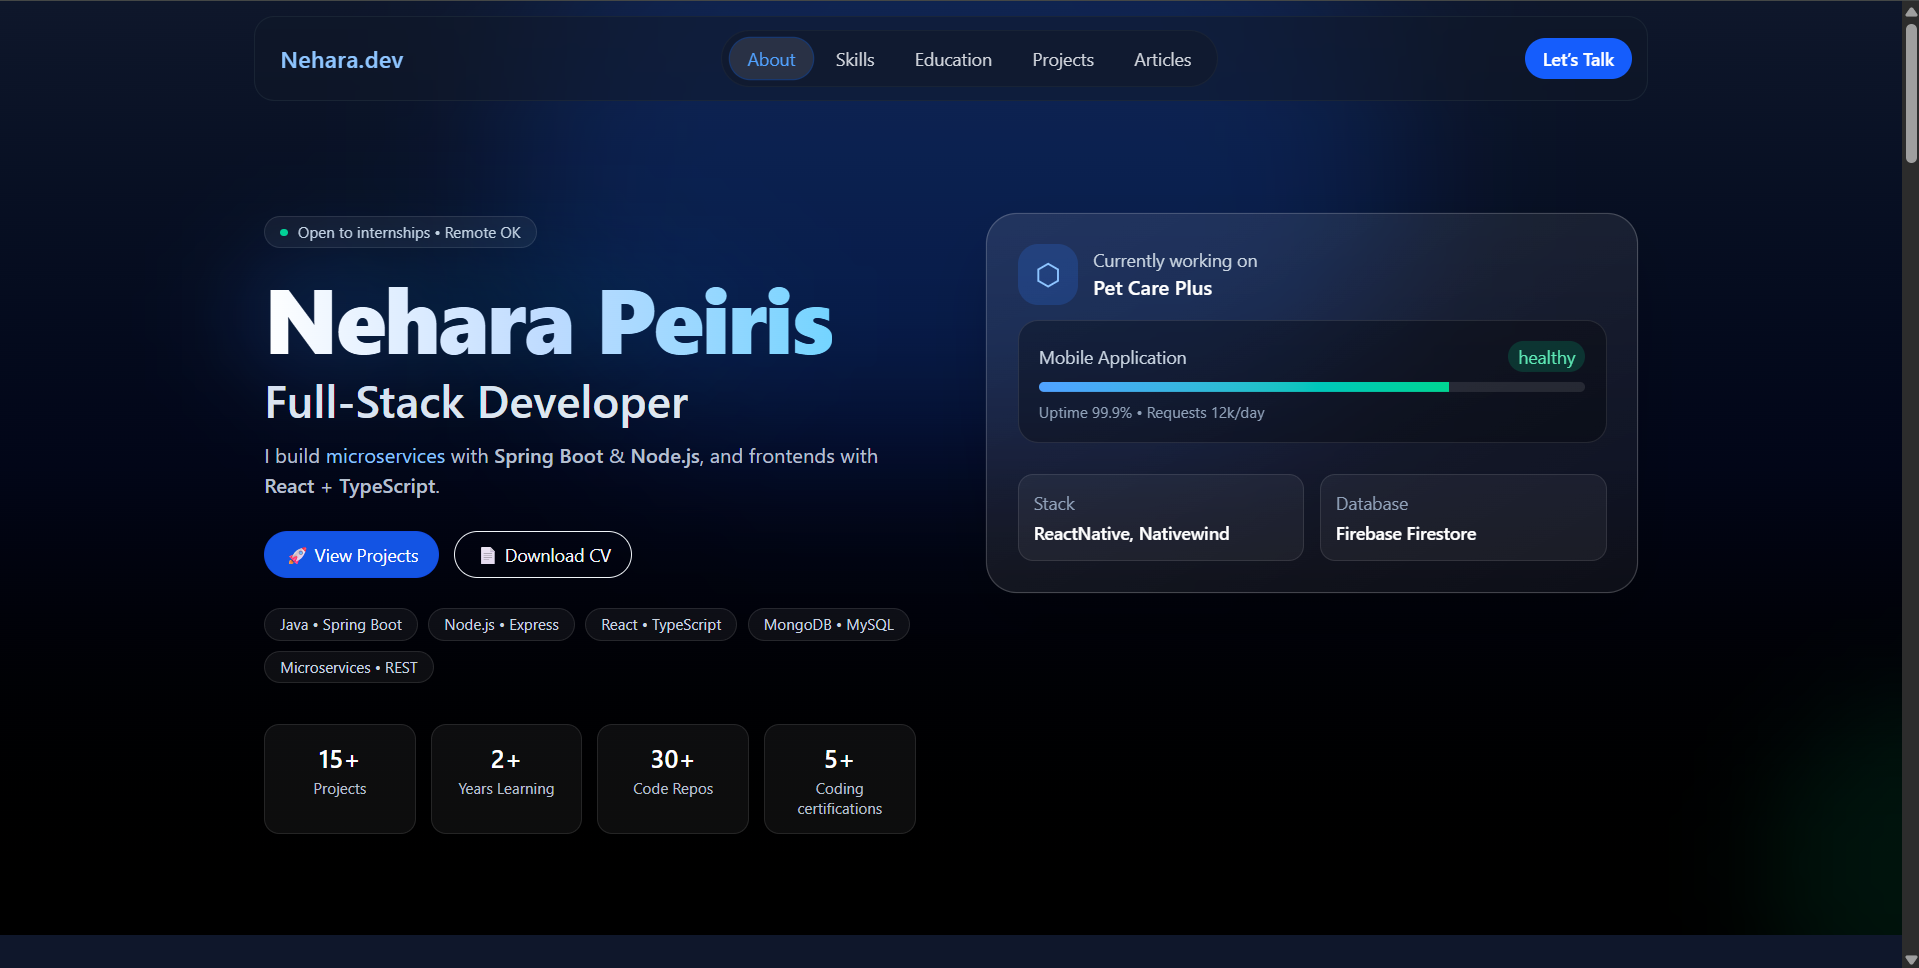 Nehara.dev
About
Skills
Education
Projects
Articles
Let's Talk
Open to internships • Remote OK
Nehara Peiris
Full-Stack Developer
I build microservices with Spring Boot & Node.js, and frontends with
React + TypeScript.
🚀 View Projects
📄 Download CV
Java • Spring Boot
Node.js • Express
React • TypeScript
MongoDB • MySQL
Microservices • REST
15+
Projects
2+
Years Learning
30+
Code Repos
5+
Coding
certifications
Currently working on
Pet Care Plus
Mobile Application
healthy
Uptime 99.9% • Requests 12k/day
Stack
ReactNative, Nativewind
Database
Firebase Firestore